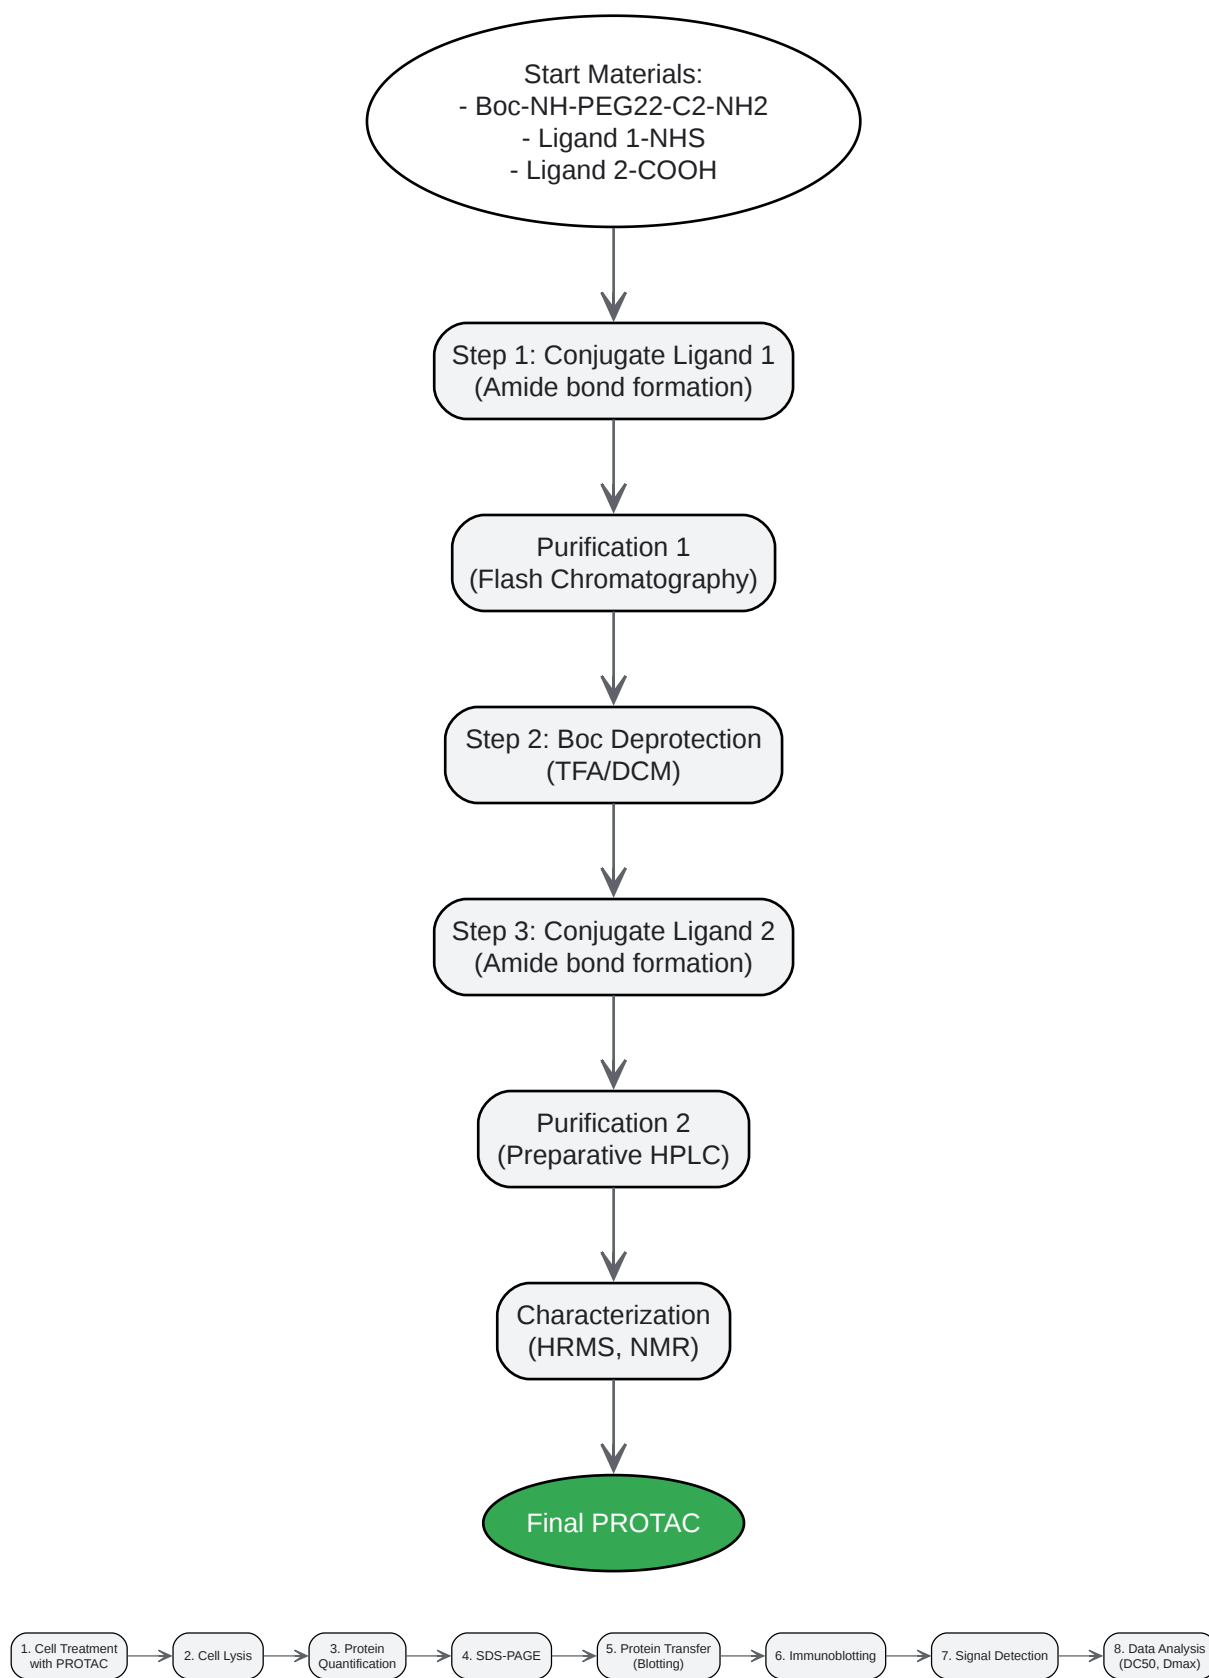 Start Materials:
- Boc-NH-PEG22-C2-NH2
- Ligand 1-NHS
- Ligand 2-COOH
Step 1: Conjugate Ligand 1
(Amide bond formation)
Purification 1
(Flash Chromatography)
Step 2: Boc Deprotection
(TFA/DCM)
Step 3: Conjugate Ligand 2
(Amide bond formation)
Purification 2
(Preparative HPLC)
Characterization
(HRMS, NMR)
Final PROTAC
1. Cell Treatment
with PROTAC
2. Cell Lysis
3. Protein
Quantification
4. SDS-PAGE
5. Protein Transfer
(Blotting)
6. Immunoblotting
7. Signal Detection
8. Data Analysis
(DC50, Dmax)